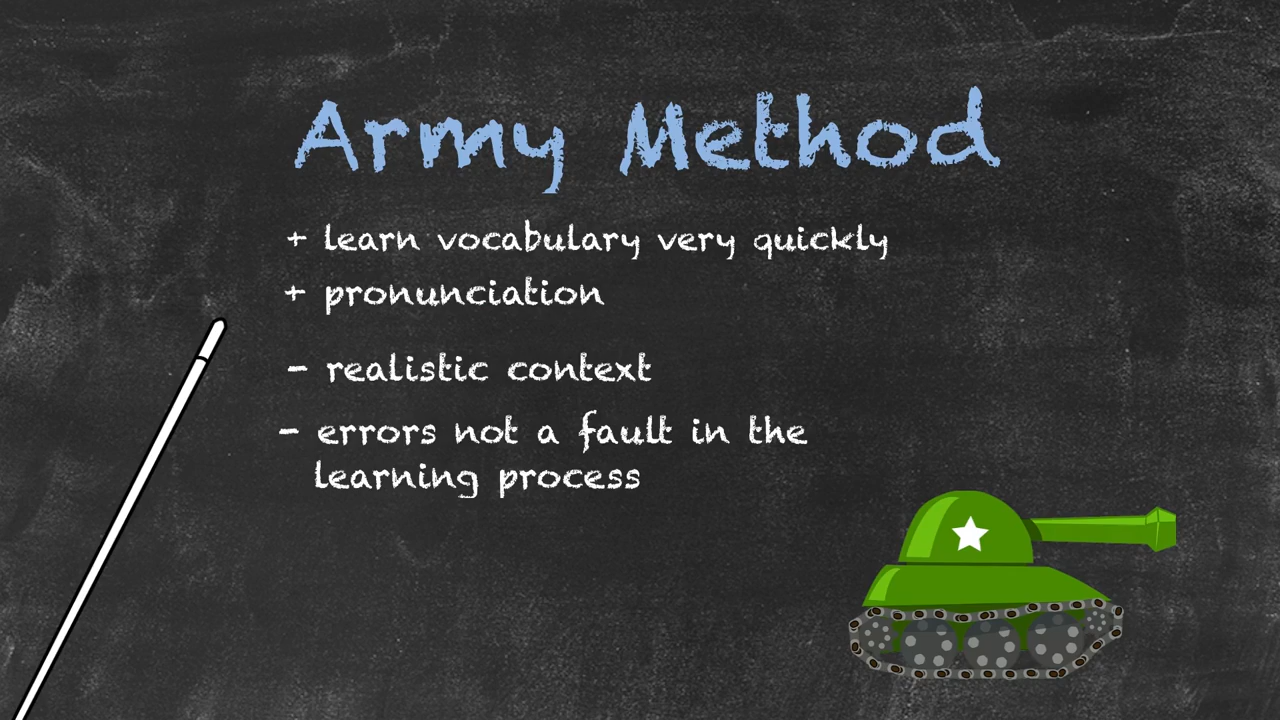 Army Method
+ learn vocabulary very quickly
+ pronunciation
- realistic context
- errors not a fault in the
learning process